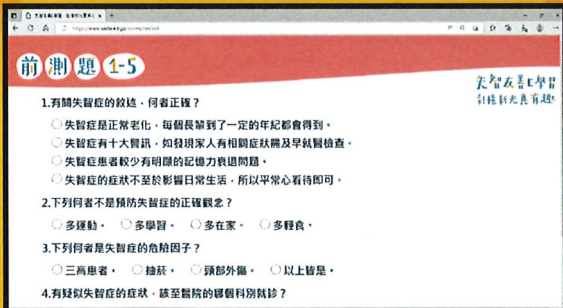 前測題 1-5
失智友善E學習
1.有關失智症的敘述，何者正確？
○ 失智症是正常老化，每個長輩到了一定的年紀都會得到。
○ 失智症有十大警訊，如發現家人有相關症狀需及早就醫檢查。
○ 失智症患者較少有明顯的記憶力衰退問題。
○ 失智症的症狀不至於影響日常生活，所以平常心看待即可。
2.下列何者不是預防失智症的正確觀念？
○ 多運動。 ○ 多學習。 ○ 多在家。 ○ 多輕食。
3.下列何者是失智症的危險因子？
○ 三高患者。 ○ 抽菸。 ○ 頭部外傷。 ○ 以上皆是。
4.有疑似失智症的症狀，該至醫院的哪個科別就診？